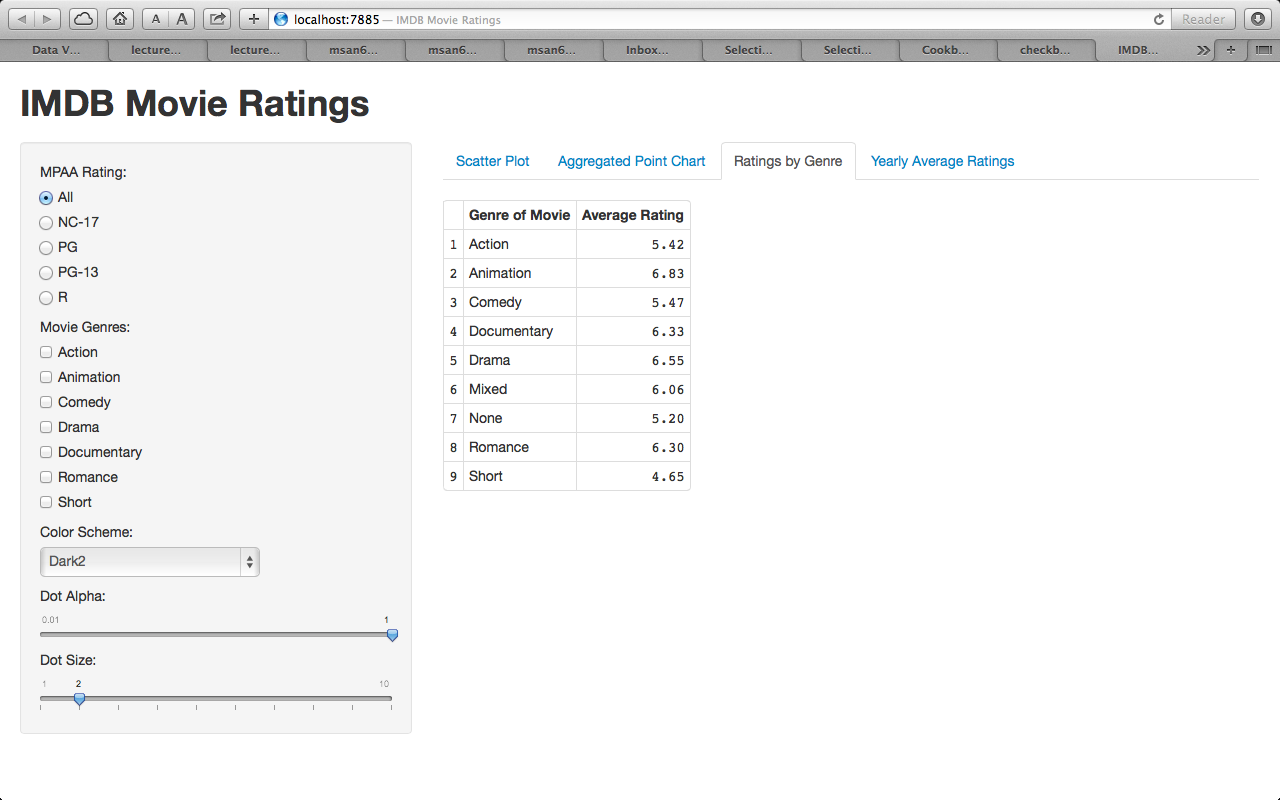 A A + localhost:7885 — IMDB Movie Ratings Reader
Data V... lecture... lecture... msan6... msan6... msan6... Inbox... Selecti... Selecti... Cookb... checkb... IMDB... >> +
IMDB Movie Ratings
MPAA Rating:
All
NC-17
PG
PG-13
R
Movie Genres:
Action
Animation
Comedy
Drama
Documentary
Romance
Short
Color Scheme:
Dark2
Dot Alpha:
0.01 1
Dot Size:
1 2 10
Scatter Plot Aggregated Point Chart Ratings by Genre Yearly Average Ratings
Genre of Movie Average Rating
1 Action 5.42
2 Animation 6.83
3 Comedy 5.47
4 Documentary 6.33
5 Drama 6.55
6 Mixed 6.06
7 None 5.20
8 Romance 6.30
9 Short 4.65